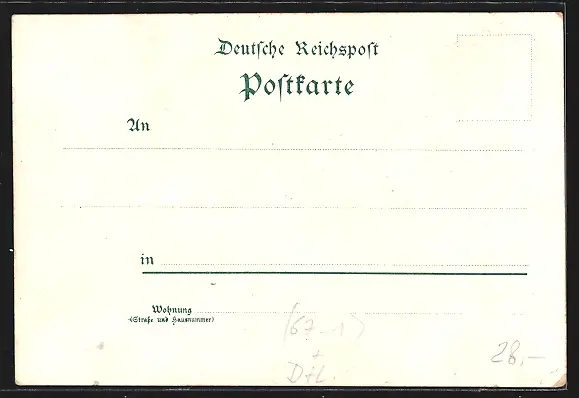 Deutsche Reichspost
Postkarte
An
in
Wohnung
(Straße und Hausnummer)
(67-1)
+
D+L
28,-